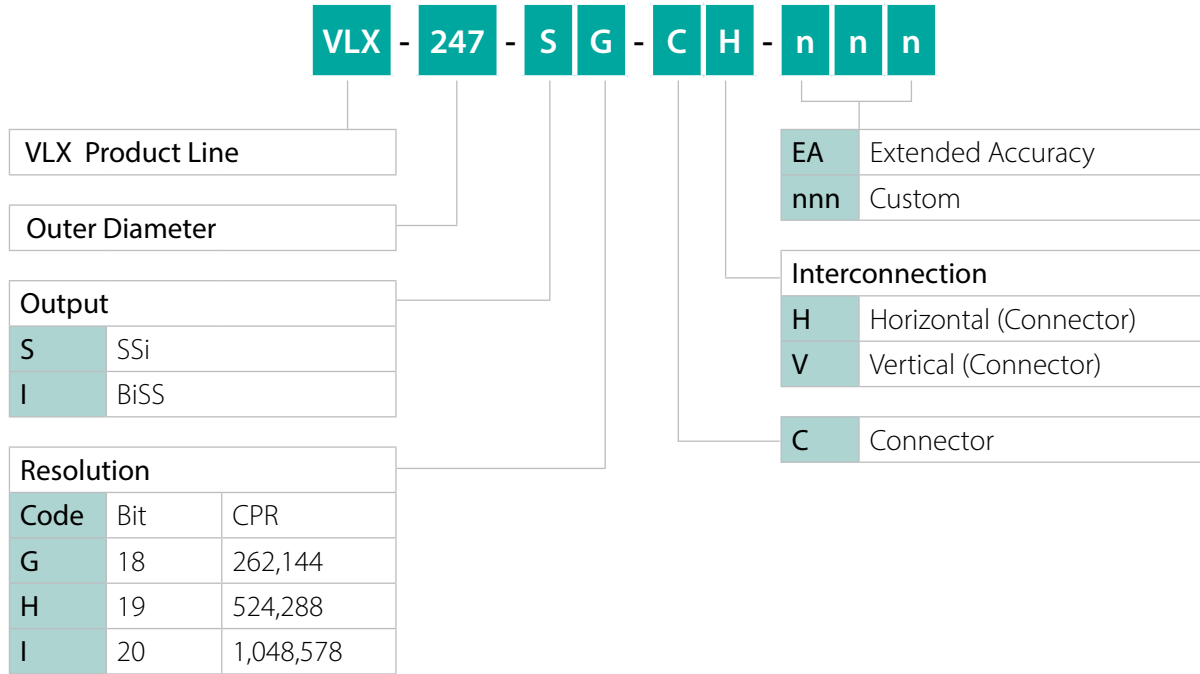 VLX - 247 - S G - C H - n n n
VLX Product Line
Outer Diameter
Output
S SSi
I BiSS
Resolution
Code Bit CPR
G 18 262,144
H 19 524,288
I 20 1,048,578
EA Extended Accuracy
nnn Custom
Interconnection
H Horizontal (Connector)
V Vertical (Connector)
C Connector